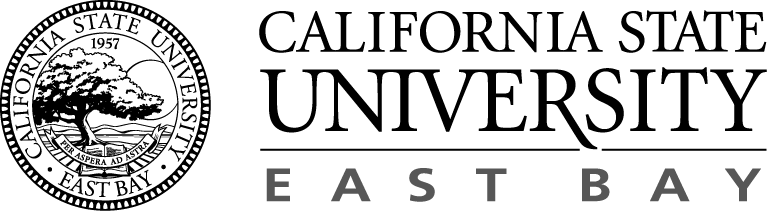 CALIFORNIA STATE UNIVERSITY
1957
PER ASPERA AD ASTRA
· EAST BAY ·
CALIFORNIA STATE
UNIVERSITY
EAST BAY